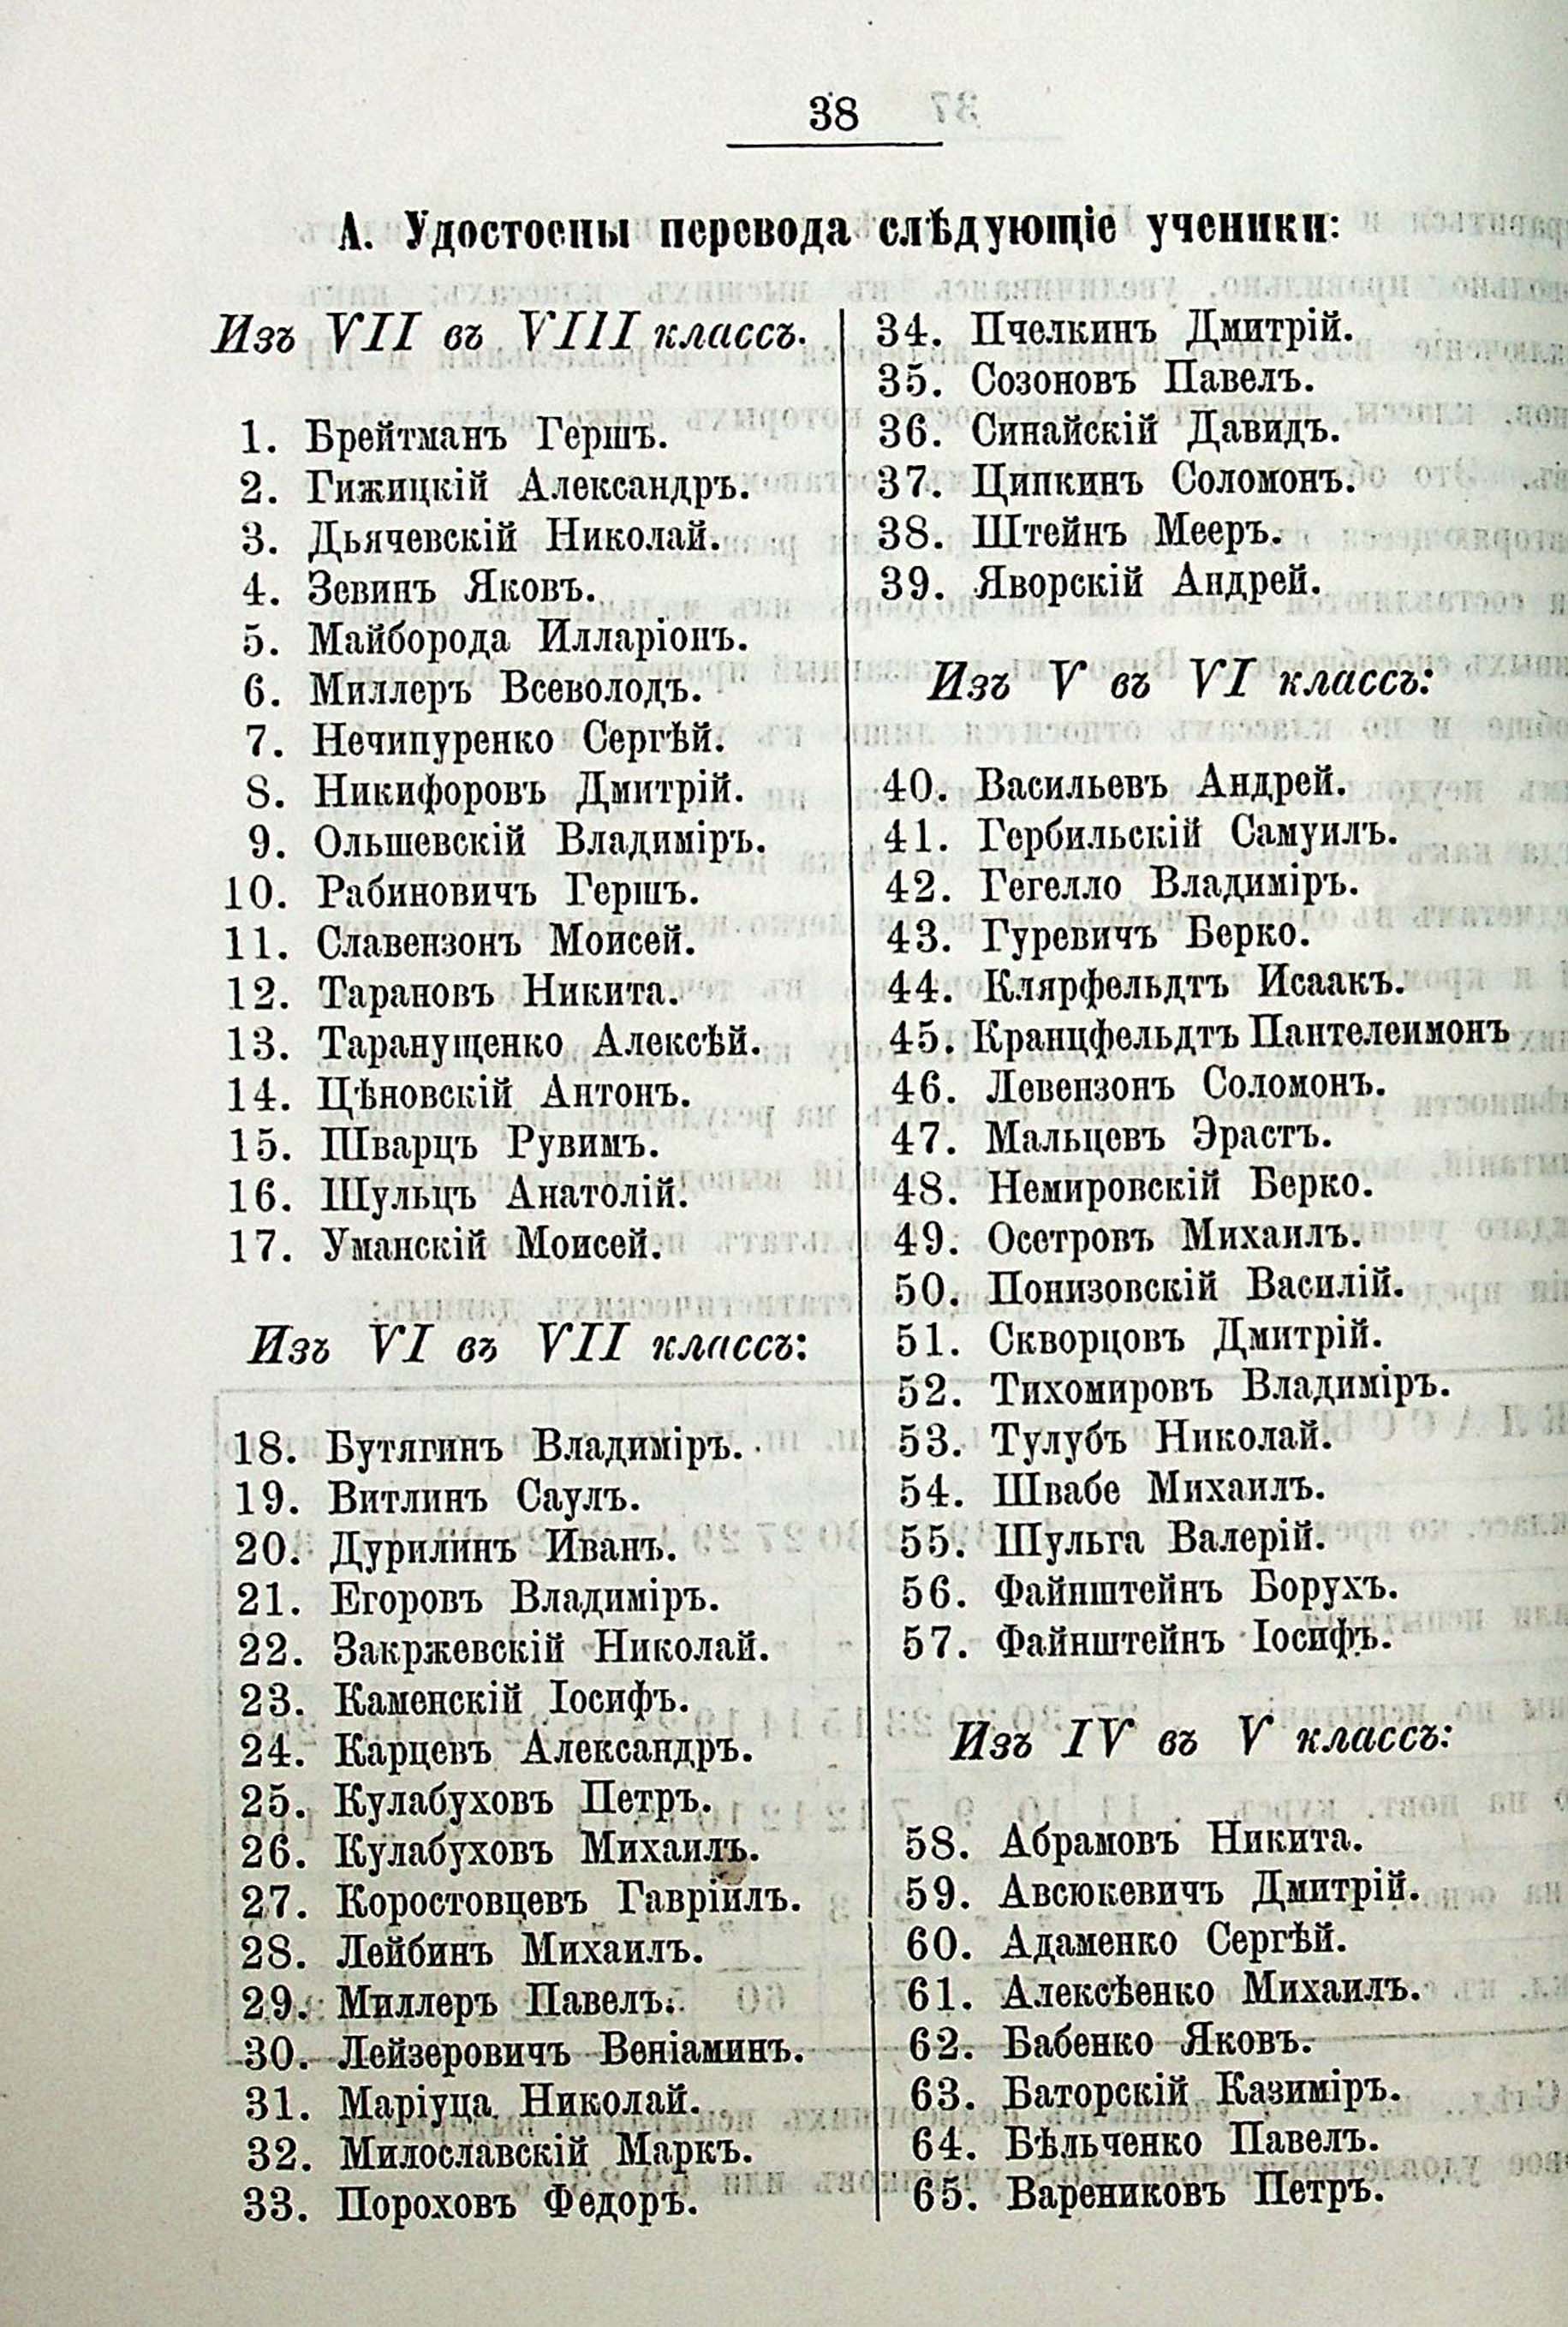 38
А. Удостоены перевода слѣдующіе ученики:
Изъ VII въ VIII классъ.
1. Брейтманъ Гершъ.
2. Гижицкій Александръ.
3. Дьячевскій Николай.
4. Зевинъ Яковъ.
5. Майборода Илларіонъ.
6. Миллеръ Всеволодъ.
7. Нечипуренко Сергѣй.
8. Никифоровъ Дмитрій.
9. Ольшевскій Владиміръ.
10. Рабиновичъ Гершъ.
11. Славензонъ Моисей.
12. Тарановъ Никита.
13. Таранущенко Алексѣй.
14. Цѣновскій Антонъ.
15. Шварцъ Рувимъ.
16. Шульцъ Анатолій.
17. Уманскій Моисей.
Изъ VI въ VII классъ:
18. Бутягинъ Владиміръ.
19. Витлинъ Саулъ.
20. Дурилинъ Иванъ.
21. Егоровъ Владиміръ.
22. Закржевскій Николай.
23. Каменскій Іосифъ.
24. Карцевъ Александръ.
25. Кулабуховъ Петръ.
26. Кулабуховъ Михаилъ.
27. Коростовцевъ Гавріилъ.
28. Лейбинъ Михаилъ.
29. Миллеръ Павелъ.
30. Лейзеровичъ Веніаминъ.
31. Маріуца Николай.
32. Милославскій Маркъ.
33. Пороховъ Федоръ.
34. Пчелкинъ Дмитрій.
35. Созоновъ Павелъ.
36. Синайскій Давидъ.
37. Ципкинъ Соломонъ.
38. Штейнъ Мееръ.
39. Яворскій Андрей.
Изъ V въ VI классъ:
40. Васильевъ Андрей.
41. Гербильскій Самуилъ.
42. Гегелло Владиміръ.
43. Гуревичъ Берко.
44. Клярфельдтъ Исаакъ.
45. Кранцфельдтъ Пантелеимонъ
46. Левензонъ Соломонъ.
47. Мальцевъ Эрастъ.
48. Немировскій Берко.
49. Осетровъ Михаилъ.
50. Понизовскій Василій.
51. Скворцовъ Дмитрій.
52. Тихомировъ Владиміръ.
53. Тулубъ Николай.
54. Швабе Михаилъ.
55. Шульга Валерій.
56. Файнштейнъ Борухъ.
57. Файнштейнъ Іосифъ.
Изъ IV въ V классъ:
58. Абрамовъ Никита.
59. Авсюкевичъ Дмитрій.
60. Адаменко Сергѣй.
61. Алексѣенко Михаилъ.
62. Бабенко Яковъ.
63. Баторскій Казиміръ.
64. Бѣльченко Павелъ.
65. Варениковъ Петръ.